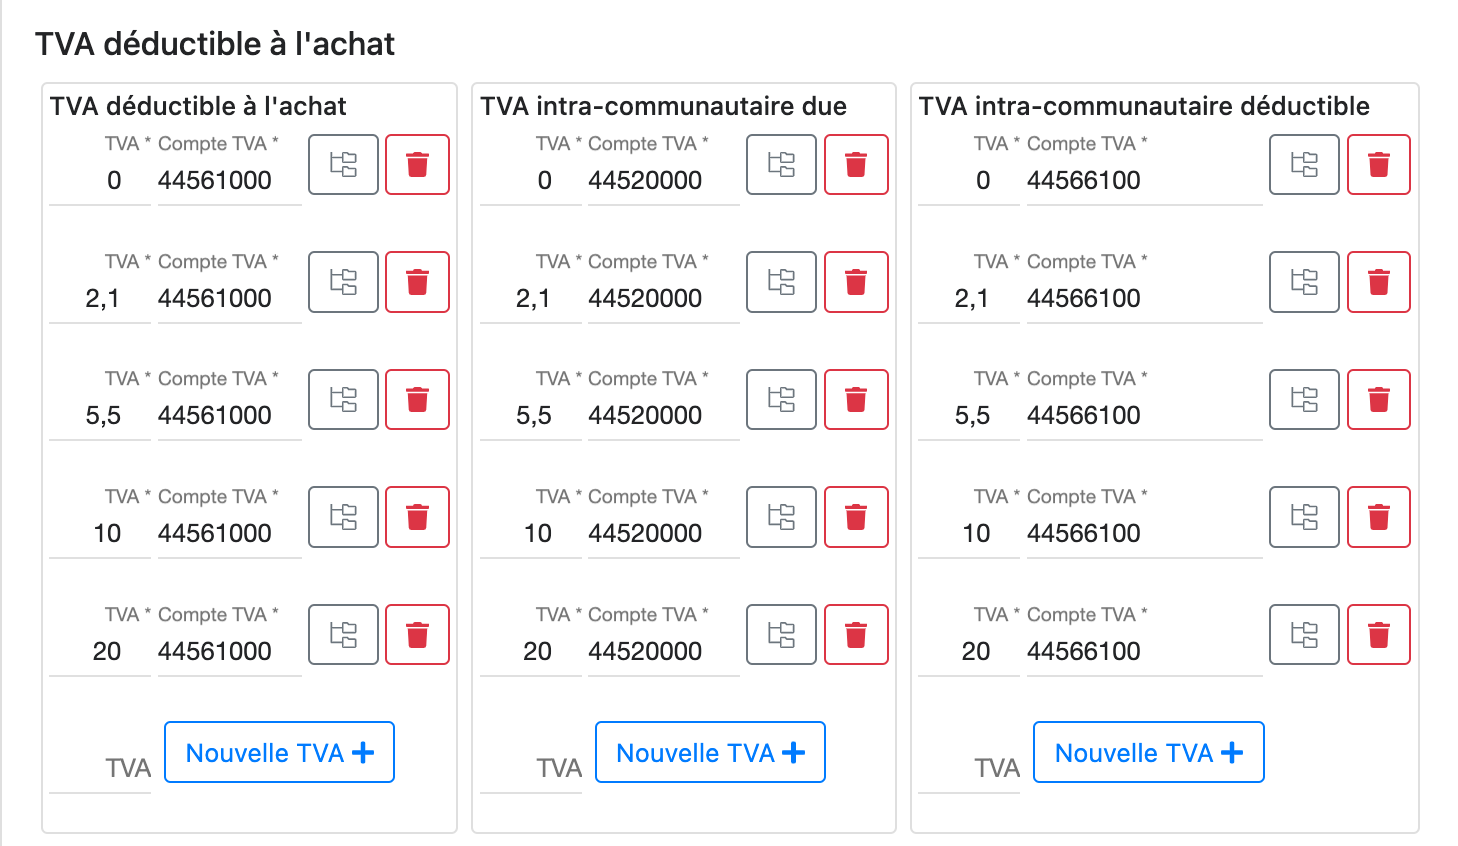 TVA déductible à l'achat
TVA déductible à l'achat
TVA * Compte TVA *
0 44561000
TVA * Compte TVA *
2,1 44561000
TVA * Compte TVA *
5,5 44561000
TVA * Compte TVA *
10 44561000
TVA * Compte TVA *
20 44561000
TVA Nouvelle TVA +
TVA intra-communautaire due
TVA * Compte TVA *
0 44520000
TVA * Compte TVA *
2,1 44520000
TVA * Compte TVA *
5,5 44520000
TVA * Compte TVA *
10 44520000
TVA * Compte TVA *
20 44520000
TVA Nouvelle TVA +
TVA intra-communautaire déductible
TVA * Compte TVA *
0 44566100
TVA * Compte TVA *
2,1 44566100
TVA * Compte TVA *
5,5 44566100
TVA * Compte TVA *
10 44566100
TVA * Compte TVA *
20 44566100
TVA Nouvelle TVA +